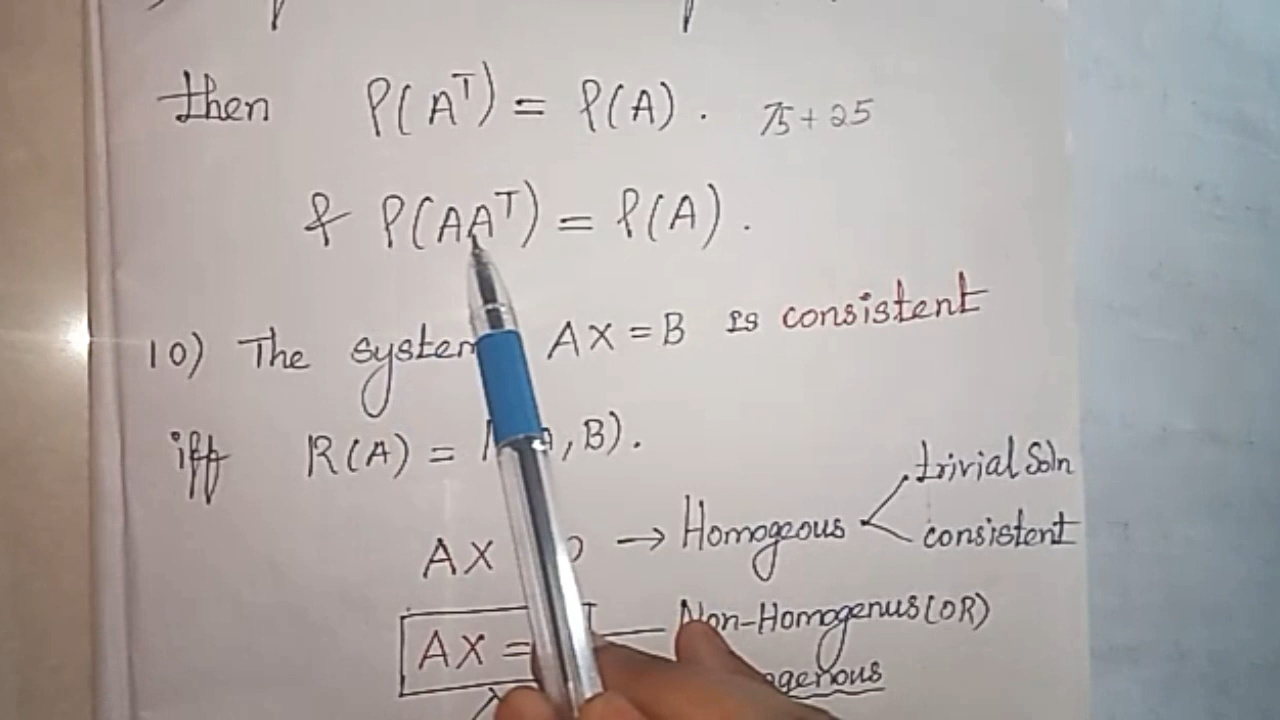 then ρ(Aᵀ) = ρ(A). 75+25
& ρ(AAᵀ) = ρ(A).
10) The system AX = B is consistent
iff R(A) = , B).
trivial Soln
AX → Homogeous
consistent
Non-Homogenus (OR)
AX =